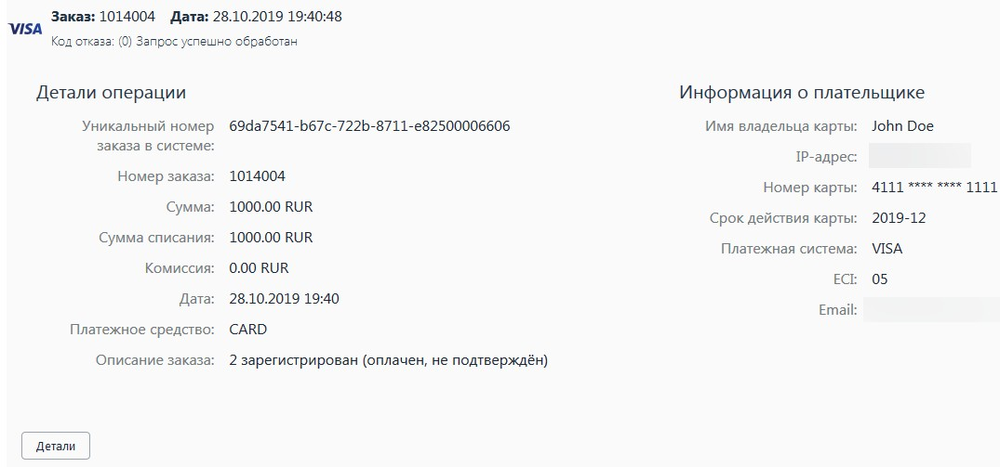 VISA
Заказ: 1014004 Дата: 28.10.2019 19:40:48
Код отказа: (0) Запрос успешно обработан
Детали операции
Уникальный номер заказа в системе: 69da7541-b67c-722b-8711-e82500006606
Номер заказа: 1014004
Сумма: 1000.00 RUR
Сумма списания: 1000.00 RUR
Комиссия: 0.00 RUR
Дата: 28.10.2019 19:40
Платежное средство: CARD
Описание заказа: 2 зарегистрирован (оплачен, не подтверждён)
Информация о плательщике
Имя владельца карты: John Doe
IP-адрес:
Номер карты: 4111 **** **** 1111
Срок действия карты: 2019-12
Платежная система: VISA
ECI: 05
Email:
Детали